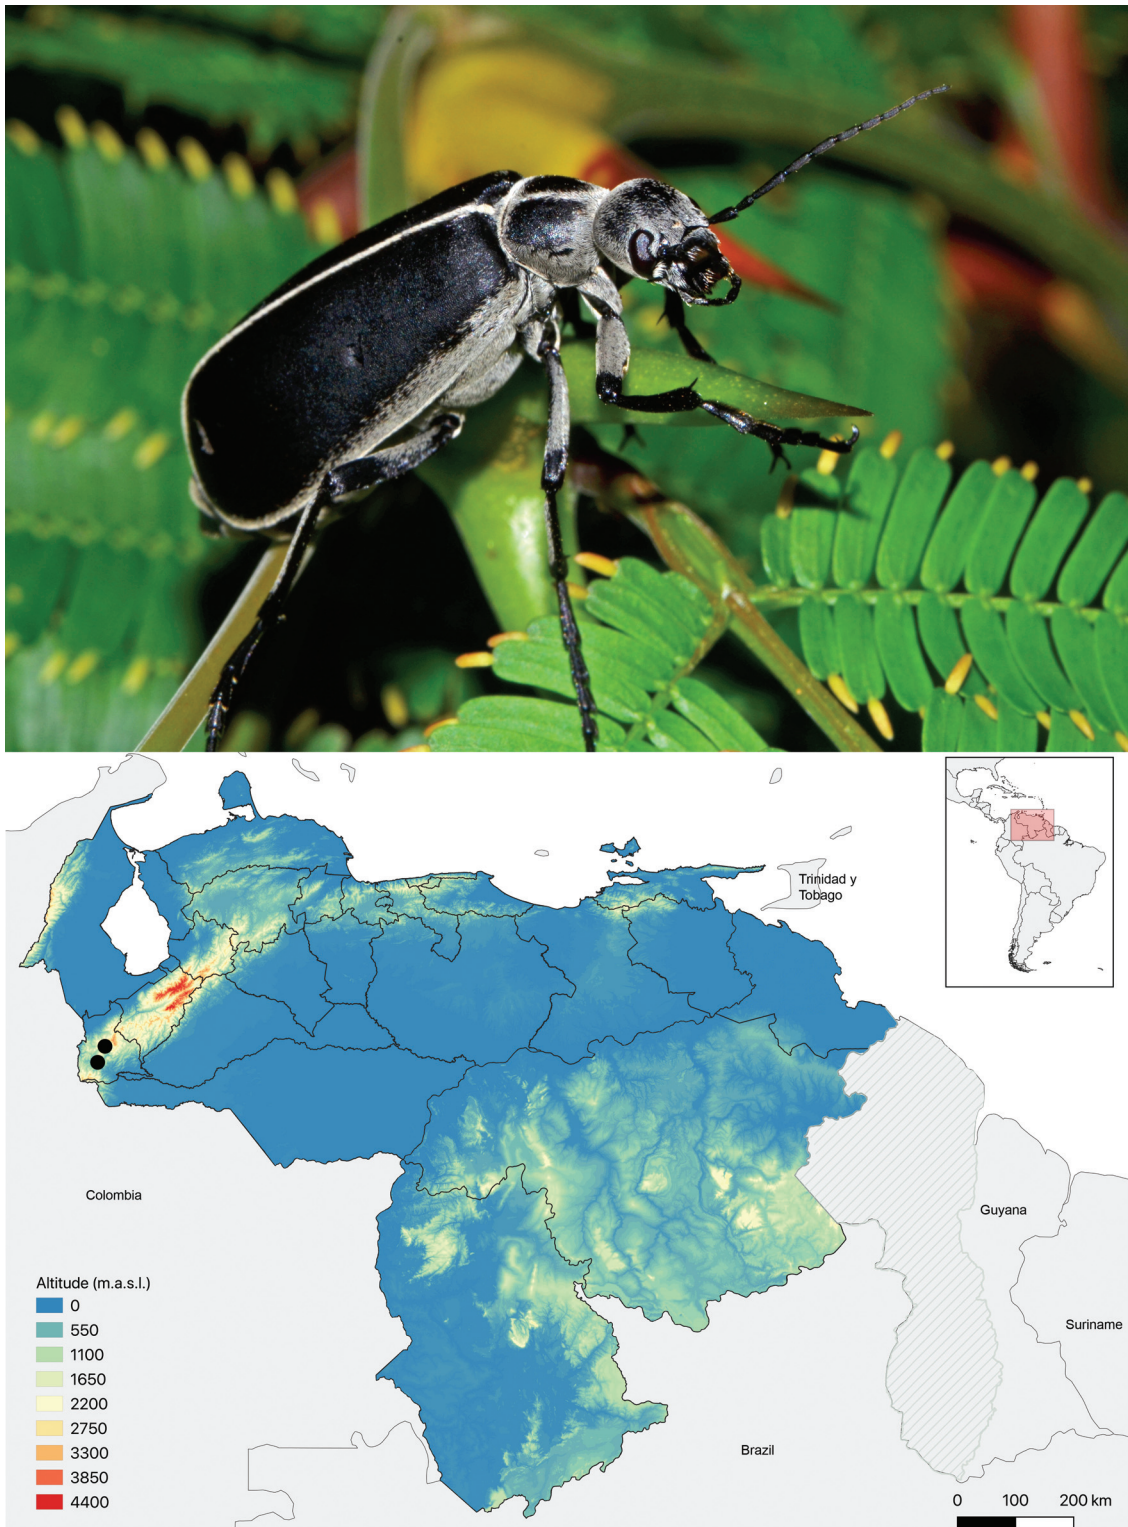 Trinidad y
Tobago
Colombia
Guyana
Suriname
Brazil
Altitude (m.a.s.l.)
0
550
1100
1650
2200
2750
3300
3850
4400
0 100 200 km